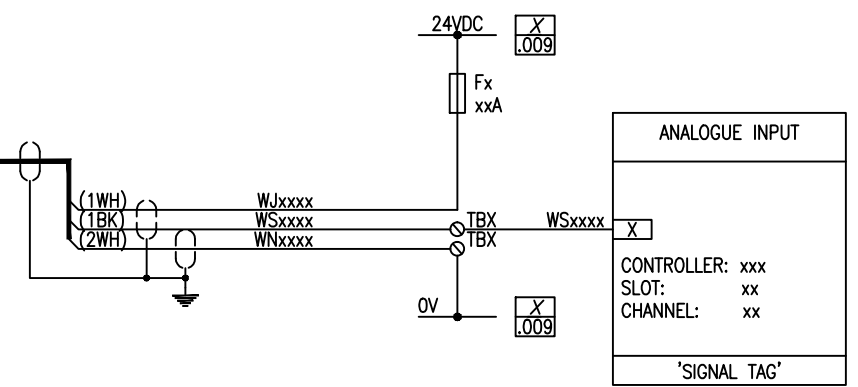 24VDC
X
.009
Fx
xxA
ANALOGUE INPUT
(1WH) WJxxxx
(1BK) WSxxxx TBX WSxxxx X
(2WH) WNxxxx TBX
CONTROLLER: xxx
SLOT: xx
CHANNEL: xx
0V
X
.009
'SIGNAL TAG'